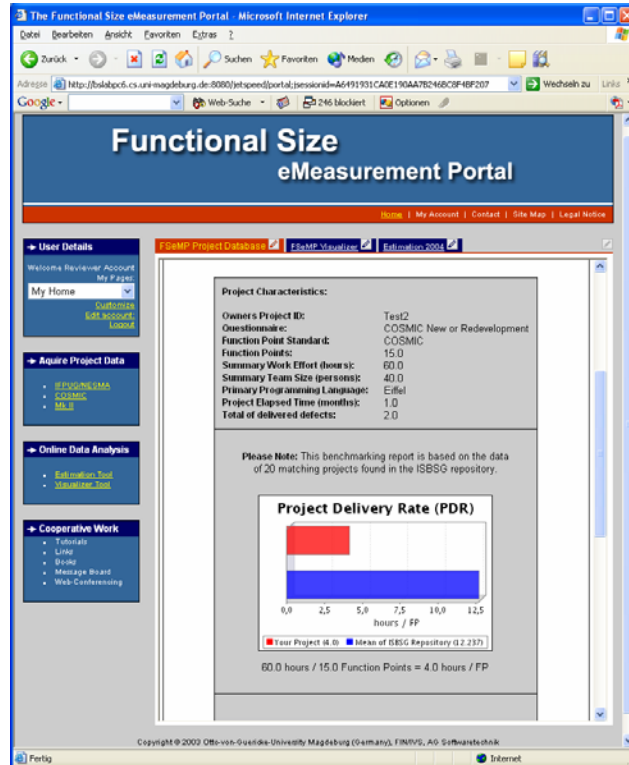 The Functional Size eMeasurement Portal - Microsoft Internet Explorer
Datei Bearbeiten Ansicht Favoriten Extras ?
Zurück Suchen Favoriten Medien
Adresse http://bslabpc6.cs.uni-magdeburg.de:8080/jetspeed/portal;jsessionid=A6491931CA0E190AA7B246BC8F4BF207 Wechseln zu Links
Google Web-Suche 246 blockiert Optionen
Functional Size
eMeasurement Portal
Home | My Account | Contact | Site Map | Legal Notice
User Details
Welcome Reviewer Account
My Pages:
My Home
Customize
Edit account
Logout
Aquire Project Data
IFPUG/NESMA
COSMIC
Mk II
Online Data Analysis
Estimation Tool
Visualizer Tool
Cooperative Work
Tutorials
Links
Books
Message Board
Web-Conferencing
FSeMP Project Database FSeMP Visualizer Estimation 2004
Project Characteristics:
Owners Project ID: Test2
Questionnaire: COSMIC New or Redevelopment
Function Point Standard: COSMIC
Function Points: 15.0
Summary Work Effort (hours): 60.0
Summary Team Size (persons): 40.0
Primary Programming Language: Eiffel
Project Elapsed Time (months): 1.0
Total of delivered defects: 2.0
Please Note: This benchmarking report is based on the data
of 20 matching projects found in the ISBSG repository.
Project Delivery Rate (PDR)
0,0 2,5 5,0 7,5 10,0 12,5
hours / FP
Your Project (4.0) Mean of ISBSG Repository (12.237)
60.0 hours / 15.0 Function Points = 4.0 hours / FP
Copyright © 2003 Otto-von-Guericke-University Magdeburg (Germany), FIN/IVS, AG Softwaretechnik
Fertig Internet